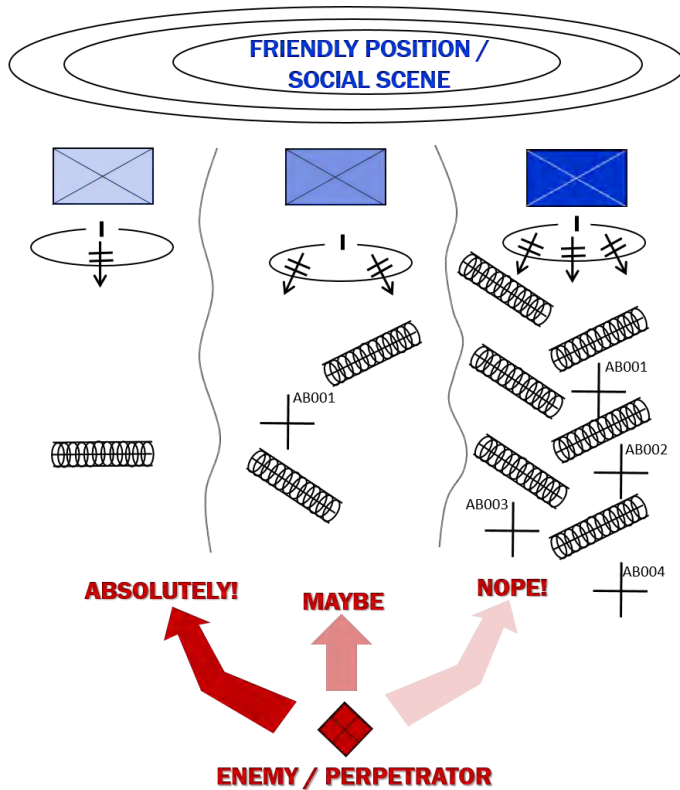 FRIENDLY POSITION /
SOCIAL SCENE
I
I
I
AB001
AB001
AB002
AB003
AB004
ABSOLUTELY!
MAYBE
NOPE!
ENEMY / PERPETRATOR